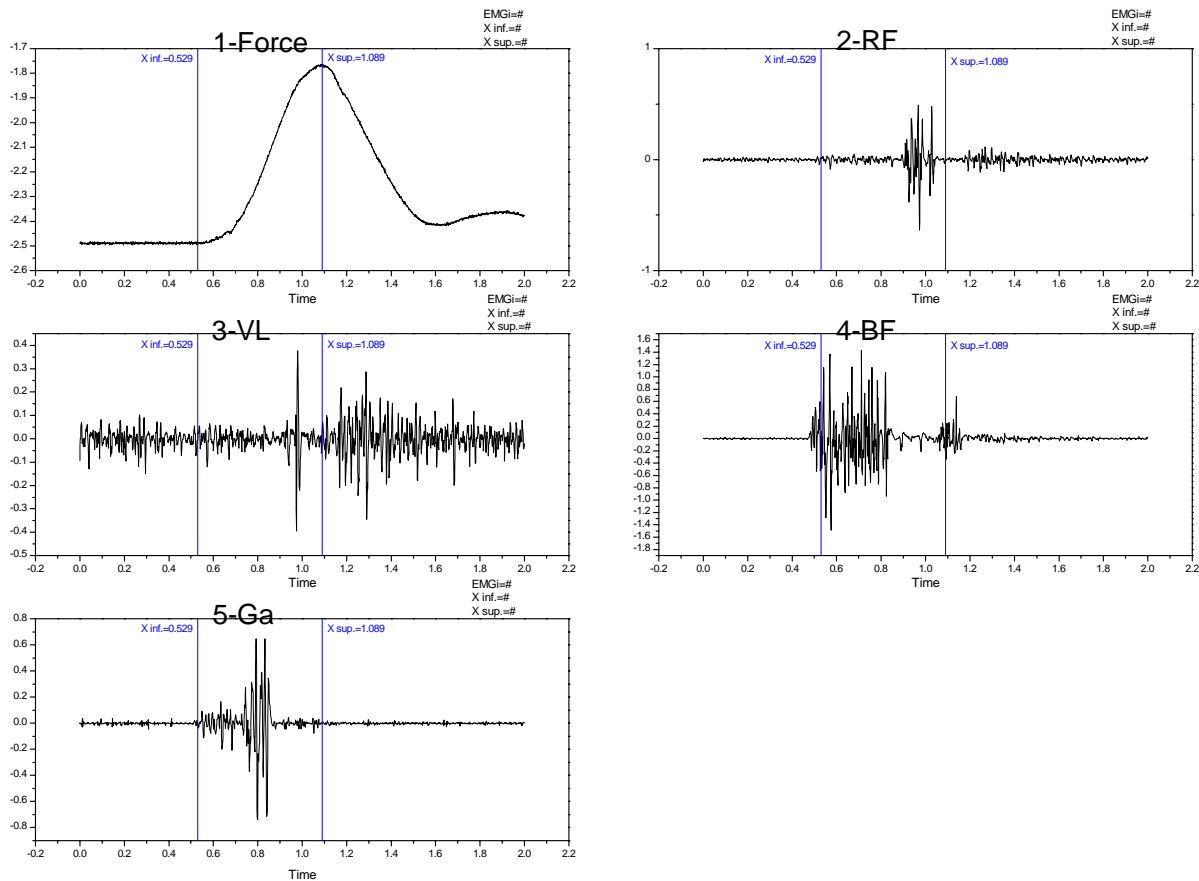 EMGi=#
X inf.=#
X sup.=#
1-Force
X inf.=0.529
X sup.=1.089
-1.7
-1.8
-1.9
-2.0
-2.1
-2.2
-2.3
-2.4
-2.5
-2.6
-0.2 0.0 0.2 0.4 0.6 0.8 1.0 1.2 1.4 1.6 1.8 2.0 2.2
Time
EMGi=#
X inf.=#
X sup.=#
2-RF
X inf.=0.529
X sup.=1.089
1
0
-1
-0.2 0.0 0.2 0.4 0.6 0.8 1.0 1.2 1.4 1.6 1.8 2.0 2.2
Time
EMGi=#
X inf.=#
X sup.=#
3-VL
X inf.=0.529
X sup.=1.089
0.4
0.3
0.2
0.1
0.0
-0.1
-0.2
-0.3
-0.4
-0.5
-0.2 0.0 0.2 0.4 0.6 0.8 1.0 1.2 1.4 1.6 1.8 2.0 2.2
Time
EMGi=#
X inf.=#
X sup.=#
4-BF
X inf.=0.529
X sup.=1.089
1.6
1.4
1.2
1.0
0.8
0.6
0.4
0.2
0.0
-0.2
-0.4
-0.6
-0.8
-1.0
-1.2
-1.4
-1.6
-1.8
-0.2 0.0 0.2 0.4 0.6 0.8 1.0 1.2 1.4 1.6 1.8 2.0 2.2
Time
EMGi=#
X inf.=#
X sup.=#
5-Ga
X inf.=0.529
X sup.=1.089
0.8
0.6
0.4
0.2
0.0
-0.2
-0.4
-0.6
-0.8
-0.2 0.0 0.2 0.4 0.6 0.8 1.0 1.2 1.4 1.6 1.8 2.0 2.2
Time